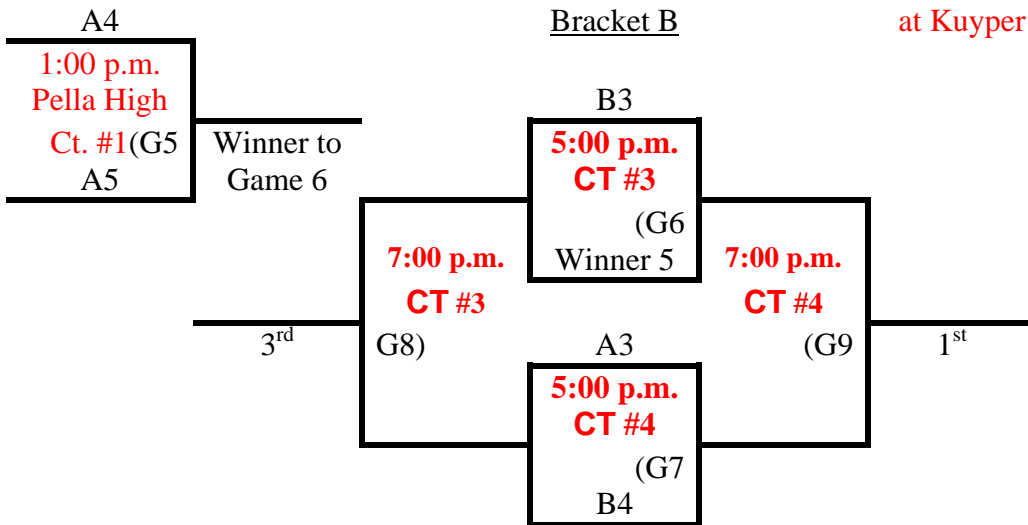 A4
Bracket B
at Kuyper
1:00 p.m.
Pella High
Ct. #1(G5
A5
Winner to
Game 6
B3
5:00 p.m.
CT #3
(G6
Winner 5
7:00 p.m.
CT #3
G8)
3rd
7:00 p.m.
CT #4
(G9
1st
A3
5:00 p.m.
CT #4
(G7
B4